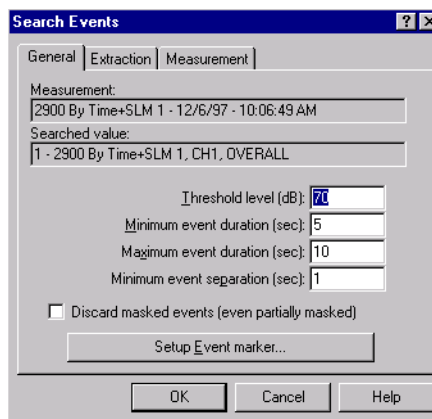 Search Events
General Extraction Measurement
Measurement:
2900 By Time+SLM 1 - 12/6/97 - 10:06:49 AM
Searched value:
1 - 2900 By Time+SLM 1, CH1, OVERALL
Threshold level (dB): 70
Minimum event duration (sec): 5
Maximum event duration (sec): 10
Minimum event separation (sec): 1
Discard masked events (even partially masked)
Setup Event marker...
OK Cancel Help